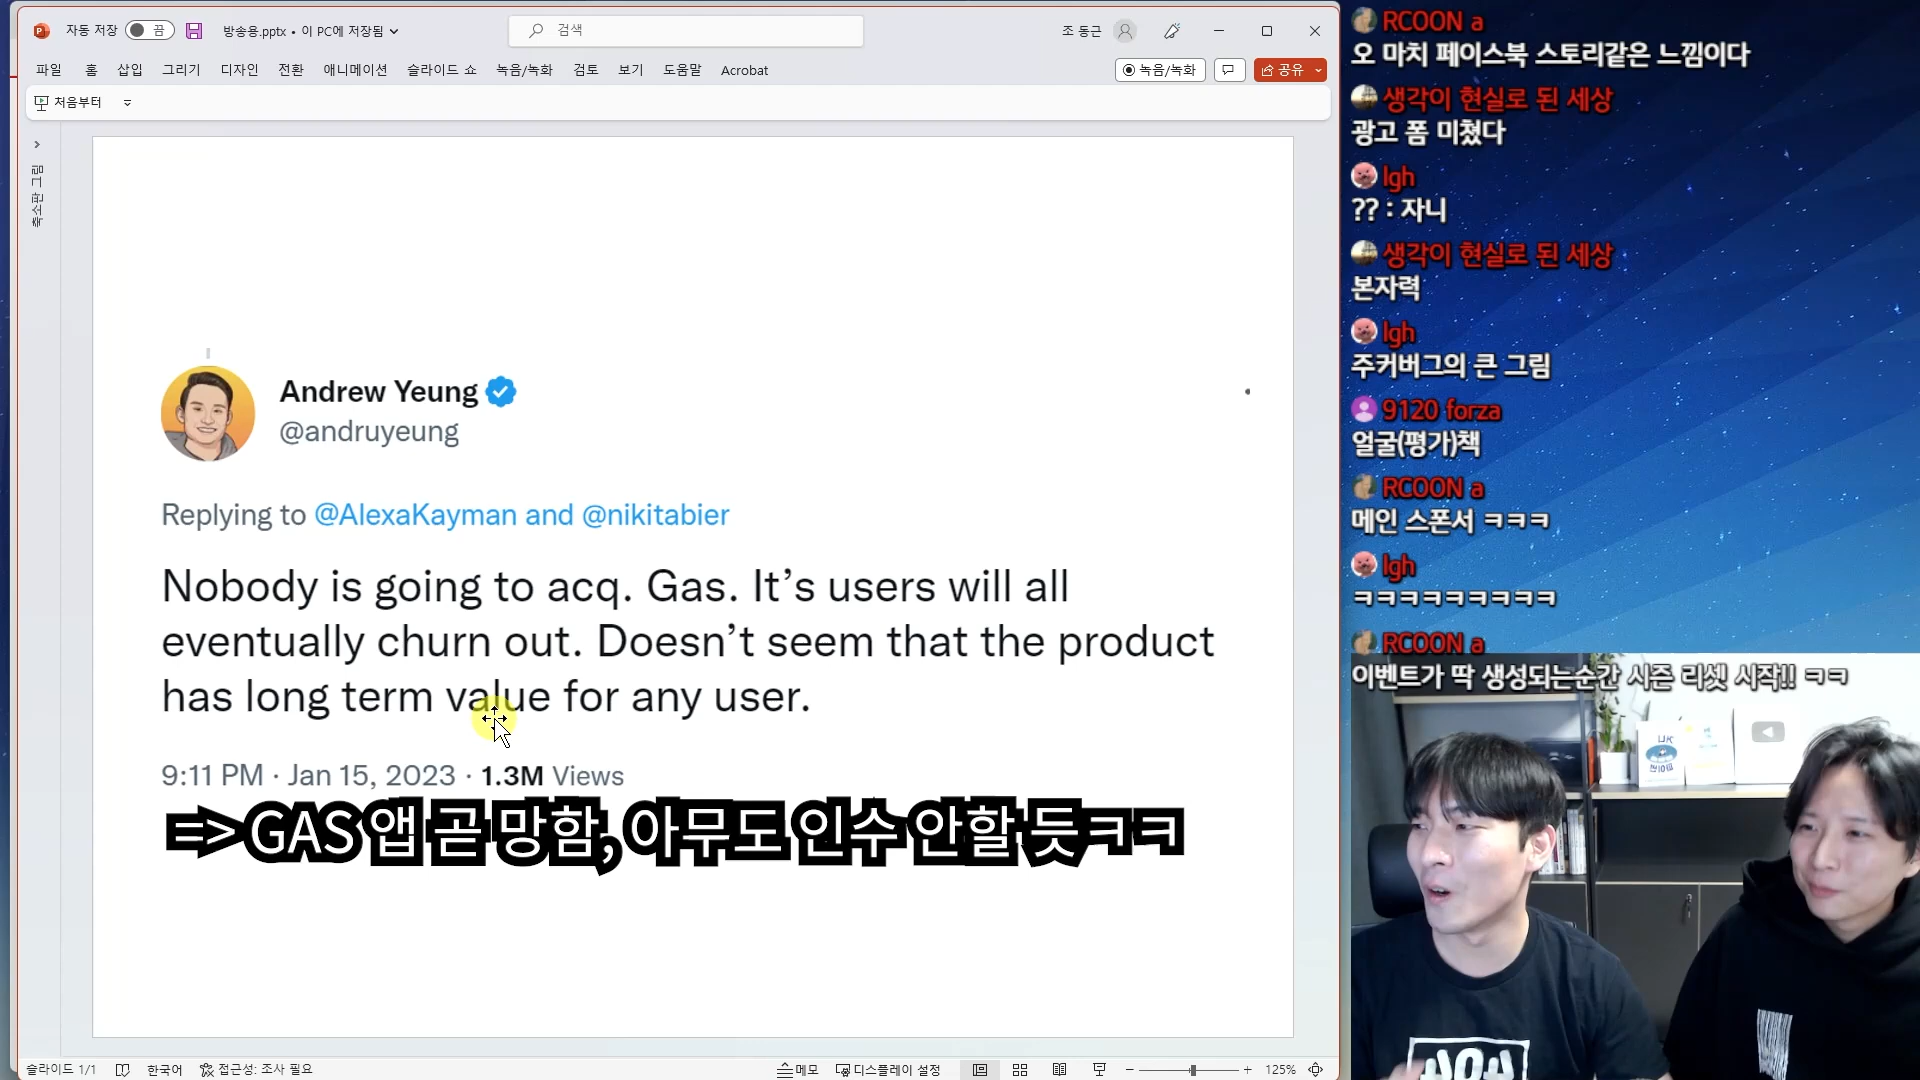 자동 저장
끔
방송용.pptx • 이 PC에 저장됨
검색
조 동근
파일 홈 삽입 그리기 디자인 전환 애니메이션 슬라이드 쇼 녹음/녹화 검토 보기 도움말 Acrobat
녹음/녹화
공유
처음부터
축소판 그림
Andrew Yeung
@andruyeung
Replying to @AlexaKayman and @nikitabier
Nobody is going to acq. Gas. It’s users will all
eventually churn out. Doesn’t seem that the product
has long term value for any user.
9:11 PM · Jan 15, 2023 · 1.3M Views
=> GAS 앱 곧 망함, 아무도 인수 안할 듯ㅋㅋ
슬라이드 1/1
한국어
접근성: 조사 필요
메모
디스플레이 설정
125%
RCOON a
오 마치 페이스북 스토리같은 느낌이다
생각이 현실로 된 세상
광고 폼 미쳤다
lgh
?? : 자니
생각이 현실로 된 세상
본자력
lgh
주커버그의 큰 그림
9120 forza
얼굴(평가)책
RCOON a
메인 스폰서 ㅋㅋㅋ
lgh
ㅋㅋㅋㅋㅋㅋㅋㅋㅋ
RCOON a
이벤트가 딱 생성되는순간 시즌 리셋 시작!! ㅋㅋ